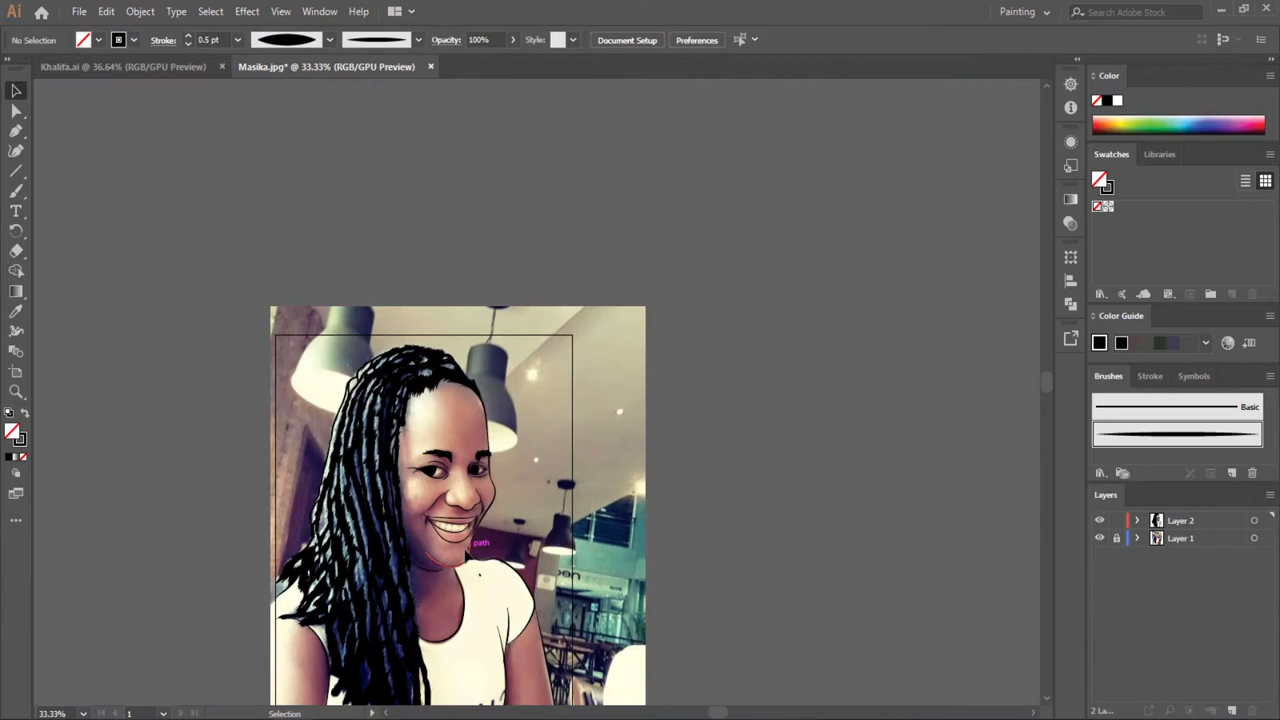 Ai File Edit Object Type Select Effect View Window Help Painting Search Adobe Stock
No Selection Stroke: 0.5 pt Opacity: 100% Style: Document Setup Preferences
Khalifa.ai @ 36.64% (RGB/GPU Preview) × Masika.jpg* @ 33.33% (RGB/GPU Preview) ×
Color
Swatches Libraries
Color Guide
Brushes Stroke Symbols
Basic
Layers
Layer 2
Layer 1
path
33.33% 1 Selection 2 La...